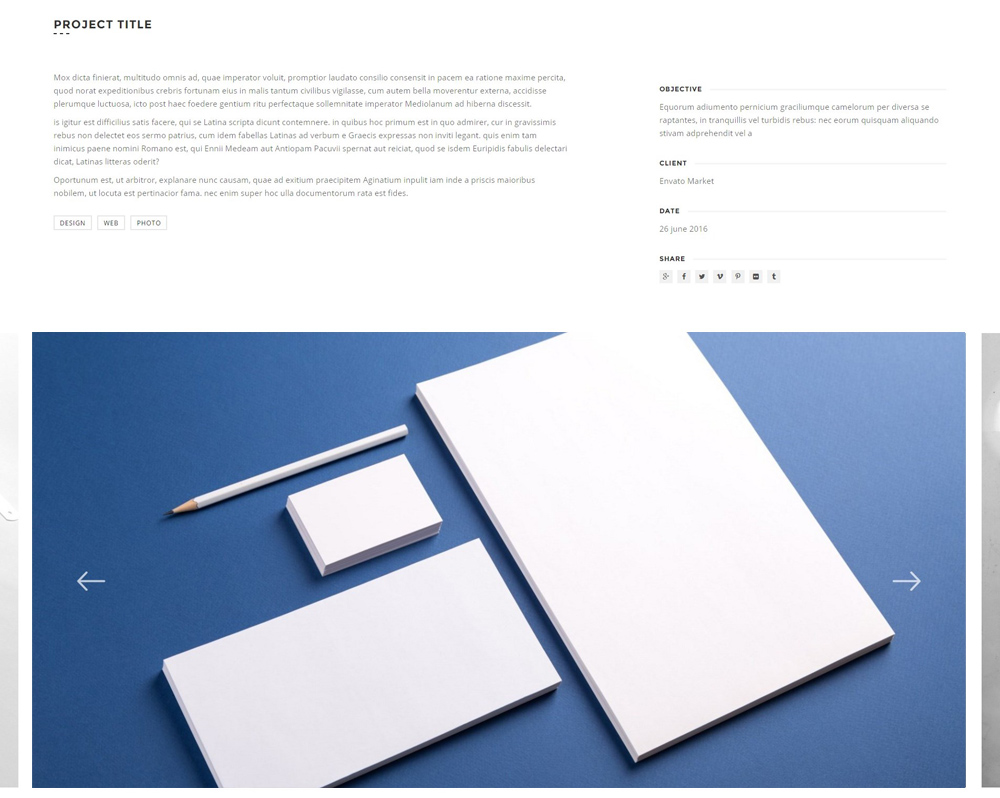 PROJECT TITLE
Mox dicta finierat, multitudo omnis ad, quae imperator voluit, promptior laudato consilio consensit in pacem ea ratione maxime percita,
quod norat expeditionibus crebris fortunam eius in malis tantum civilibus vigilasse, cum autem bella moverentur externa, accidisse
plerumque luctuosa, icto post haec foedere gentium ritu perfectaque sollemnitate imperator Mediolanum ad hiberna discessit.
is igitur est difficilius satis facere, qui se Latina scripta dicunt contemnere. in quibus hoc primum est in quo admirer, cur in gravissimis
rebus non delectet eos sermo patrius, cum idem fabellas Latinas ad verbum e Graecis expressas non inviti legant. quis enim tam
inimicus paene nomini Romano est, qui Ennii Medeam aut Antiopam Pacuvii spernat aut reiciat, quod se isdem Euripidis fabulis delectari
dicat, Latinas litteras oderit?
Oportunum est, ut arbitror, explanare nunc causam, quae ad exitium praecipitem Aginatium inpulit iam inde a priscis maioribus
nobilem, ut locuta est pertinacior fama. nec enim super hoc ulla documentorum rata est fides.
DESIGN WEB PHOTO
OBJECTIVE
Equorum adiumento pernicium graciliumque camelorum per diversa se
raptantes, in tranquillis vel turbidis rebus: nec eorum quisquam aliquando
stivam adprehendit vel a
CLIENT
Envato Market
DATE
26 june 2016
SHARE